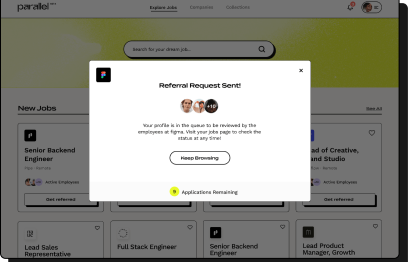 parallel
Explore Jobs
Companies
Collections
Search for your dream job...
Referral Request Sent!
+10
Your profile is in the queue to be reviewed by the
employees at figma. Visit your jobs page to check the
status at any time!
Keep Browsing
9 Applications Remaining
New Jobs
View All
Senior Backend
Engineer
Active Employees
Get referred
ad of Creative,
and Studio
Active Employees
Get referred
Lead Sales
Representative
Full Stack Engineer
Senior Backend
Engineer
Lead Product
Manager, Growth